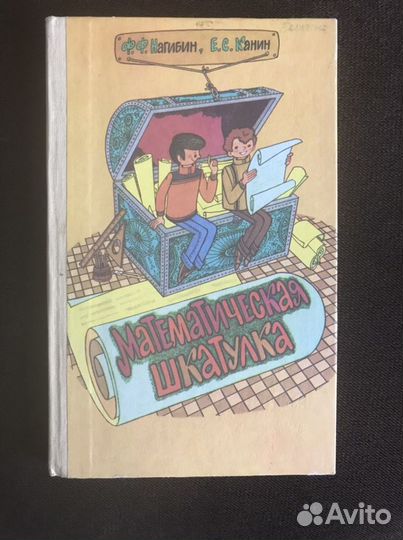 Ф.Ф. Нагибин, Е.С. Канин
Математическая
шкатулка
Avito